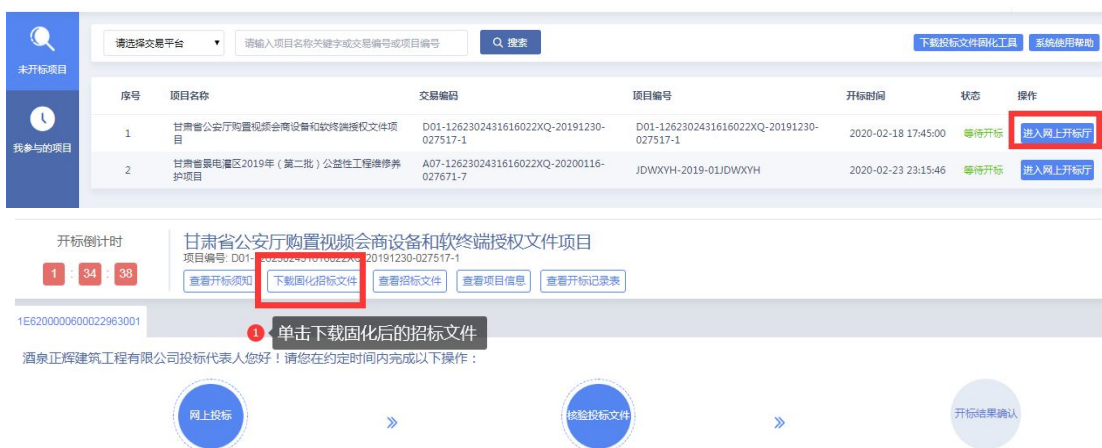 未开标项目
我参与的项目
请选择交易平台 ▼ 请输入项目名称关键字或交易编号或项目编号 搜索 下载投标文件固化工具 系统使用帮助
序号 项目名称 交易编码 项目编号 开标时间 状态 操作
1 甘肃省公安厅购置视频会商设备和软终端授权文件项目 D01-1262302431616022XQ-20191230-027517-1 D01-1262302431616022XQ-20191230-027517-1 2020-02-18 17:45:00 等待开标 进入网上开标厅
2 甘肃省景电灌区2019年（第二批）公益性工程维修养护项目 A07-1262302431616022XQ-20200116-027671-7 JDWXYH-2019-01JDWXYH 2020-02-23 23:15:46 等待开标 进入网上开标厅
开标倒计时
1 : 34 : 38
甘肃省公安厅购置视频会商设备和软终端授权文件项目
项目编号: D01-1262302431616022XQ-20191230-027517-1
查看开标须知 下载固化招标文件 查看招标文件 查看项目信息 查看开标记录表
1E6200000600022963001
1 单击下载固化后的招标文件
酒泉正辉建筑工程有限公司投标代表人您好！请您在约定时间内完成以下操作：
网上投标 » 核验投标文件 » 开标结果确认